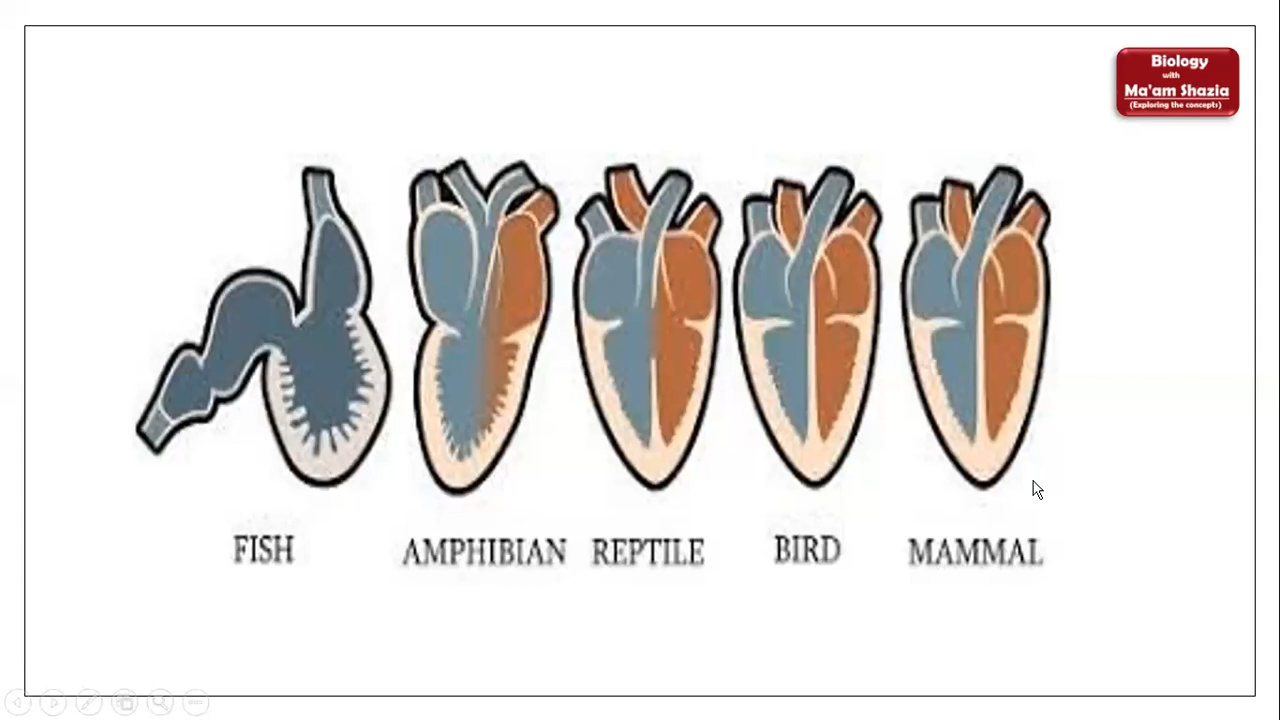 Biology
with
Ma'am Shazia
(Exploring the concepts)
FISH AMPHIBIAN REPTILE BIRD MAMMAL